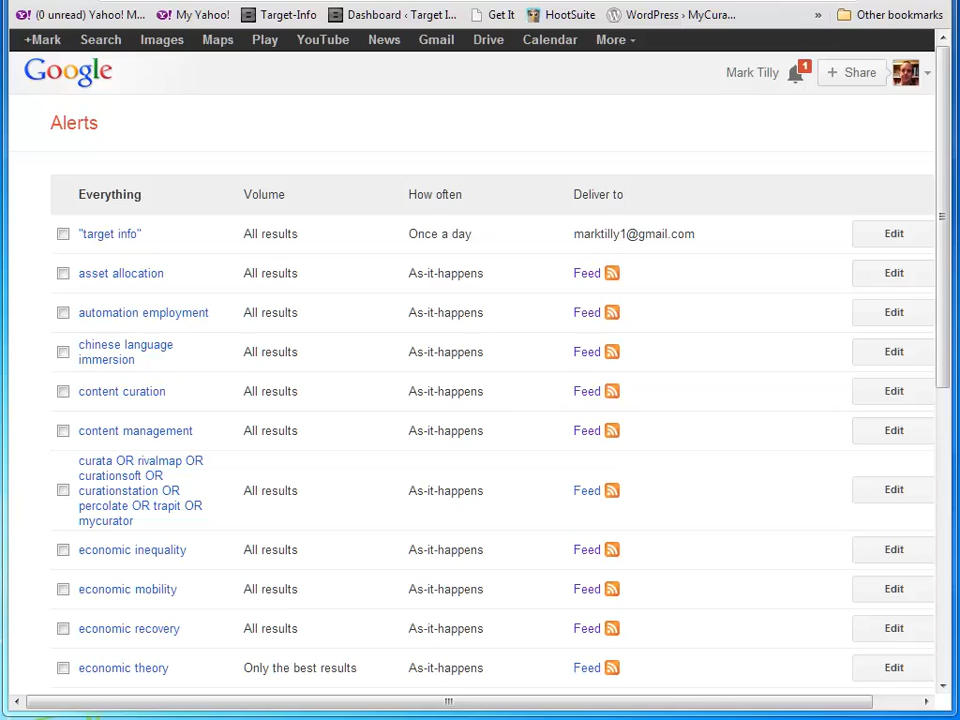 (0 unread) Yahoo! M... My Yahoo! Target-Info Dashboard ‹ Target I... Get It HootSuite WordPress › MyCura... » Other bookmarks
+Mark Search Images Maps Play YouTube News Gmail Drive Calendar More
Google Mark Tilly 1 + Share
Alerts
Everything Volume How often Deliver to
"target info" All results Once a day marktilly1@gmail.com Edit
asset allocation All results As-it-happens Feed Edit
automation employment All results As-it-happens Feed Edit
chinese language
immersion All results As-it-happens Feed Edit
content curation All results As-it-happens Feed Edit
content management All results As-it-happens Feed Edit
curata OR rivalmap OR
curationsoft OR
curationstation OR All results As-it-happens Feed Edit
percolate OR trapit OR
mycurator
economic inequality All results As-it-happens Feed Edit
economic mobility All results As-it-happens Feed Edit
economic recovery All results As-it-happens Feed Edit
economic theory Only the best results As-it-happens Feed Edit